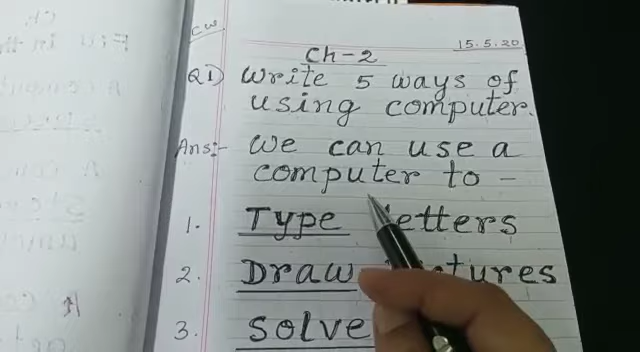 CW
Ch-2
15.5.20
Q1) Write 5 ways of
using computer.
Ans:- We can use a
computer to -
1. Type letters
2. Draw
3. Solve